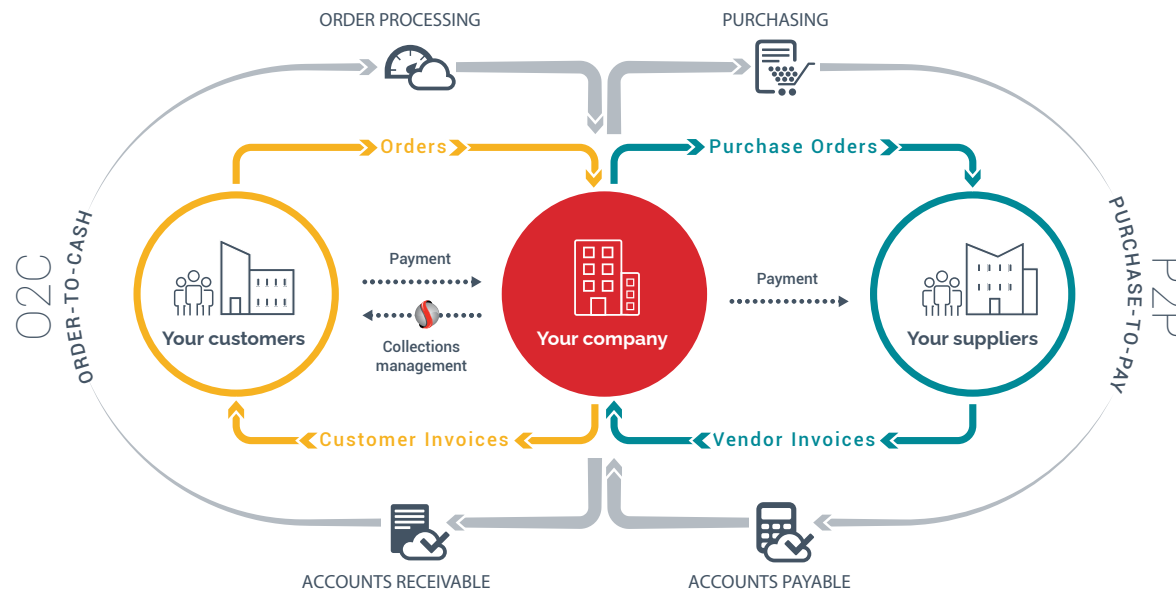 ORDER PROCESSING
PURCHASING
Orders
Purchase Orders
O2C
ORDER-TO-CASH
PURCHASE-TO-PAY
P2P
Payment
Payment
Your customers
Your company
Your suppliers
Collections
management
Customer Invoices
Vendor Invoices
ACCOUNTS RECEIVABLE
ACCOUNTS PAYABLE